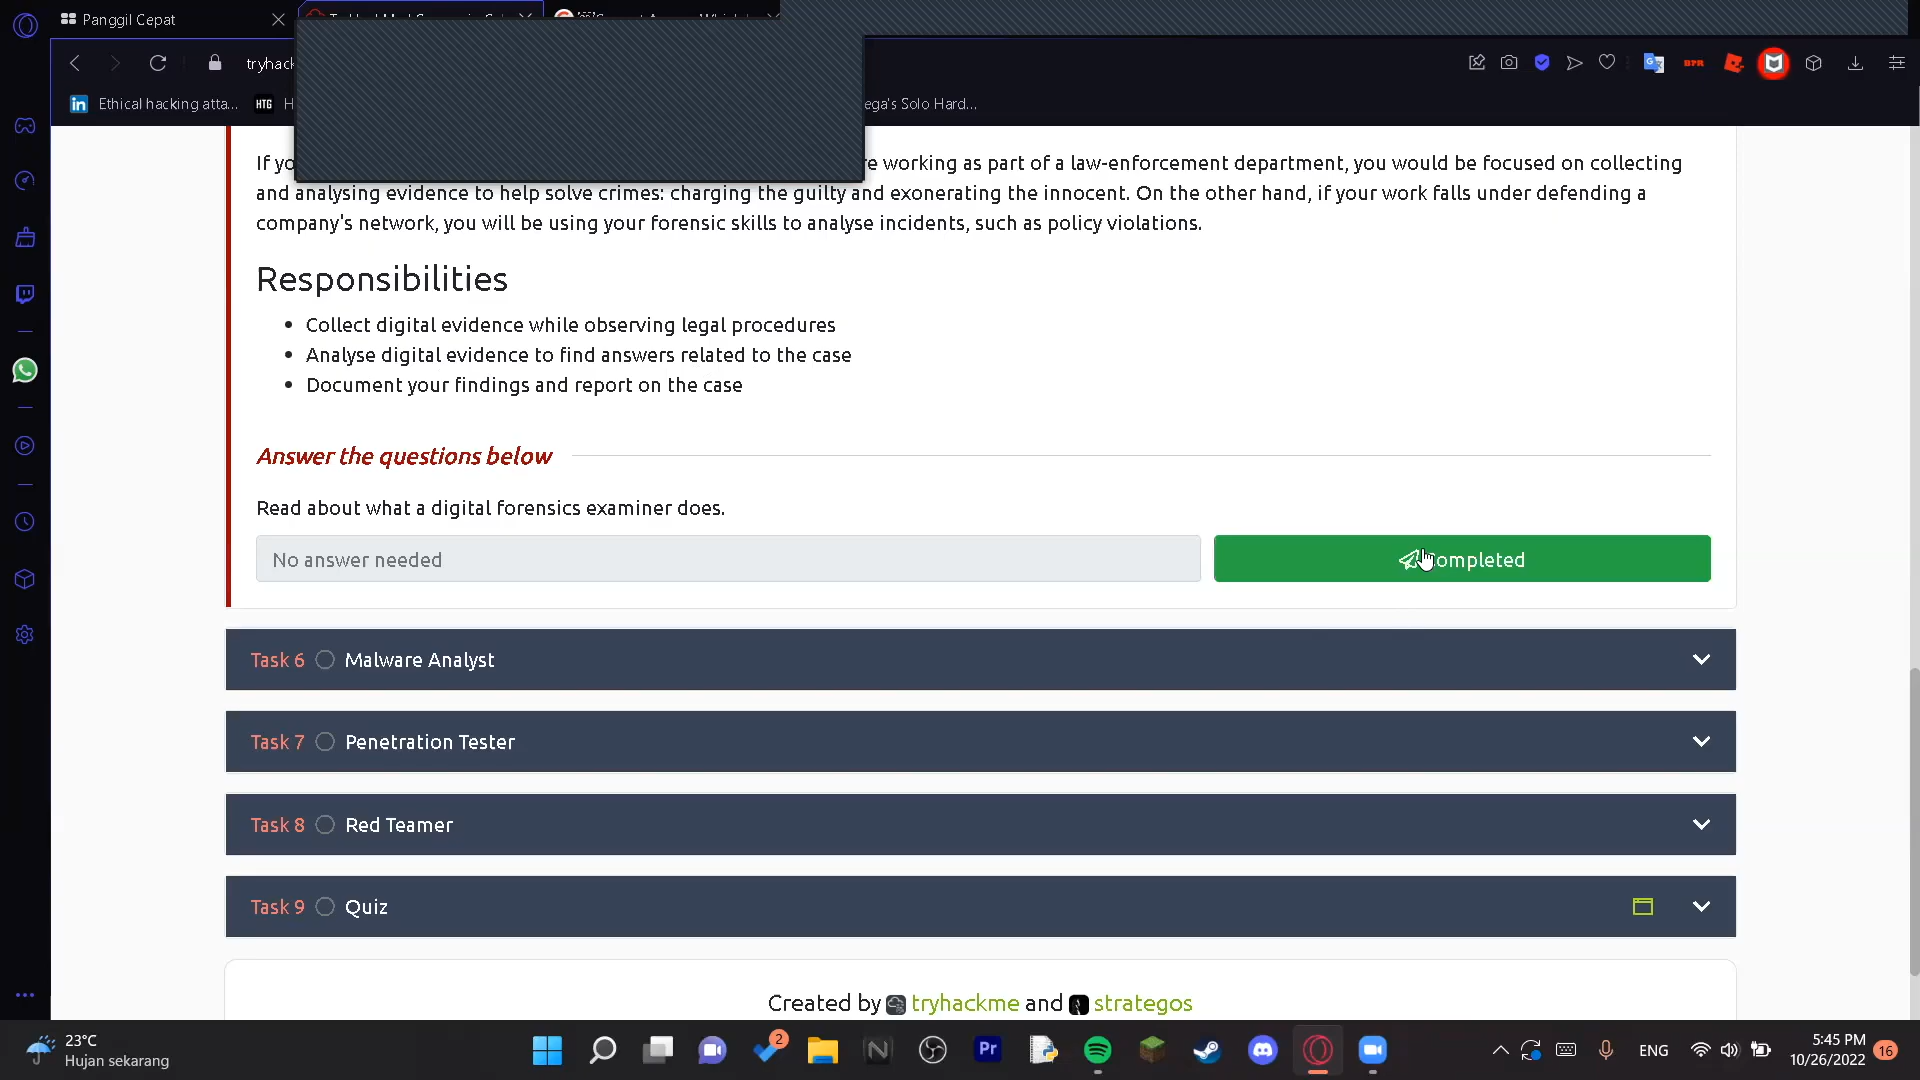 Panggil Cepat
tryhack
Ethical hacking atta...
HTG
H
ega's Solo Hard...
If yo
re working as part of a law-enforcement department, you would be focused on collecting
and analysing evidence to help solve crimes: charging the guilty and exonerating the innocent. On the other hand, if your work falls under defending a
company's network, you will be using your forensic skills to analyse incidents, such as policy violations.
Responsibilities
Collect digital evidence while observing legal procedures
Analyse digital evidence to find answers related to the case
Document your findings and report on the case
Answer the questions below
Read about what a digital forensics examiner does.
No answer needed
Completed
Task 6 Malware Analyst
Task 7 Penetration Tester
Task 8 Red Teamer
Task 9 Quiz
Created by tryhackme and strategos
23°C
Hujan sekarang
2
Pr
ENG
5:45 PM
10/26/2022
16